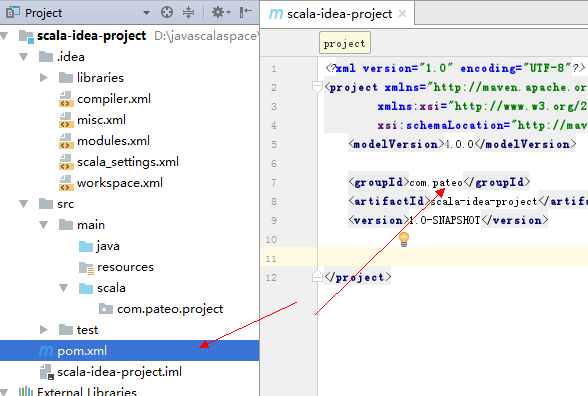 Project
scala-idea-project D:\javascalaspace\
.idea
libraries
compiler.xml
misc.xml
modules.xml
scala_settings.xml
workspace.xml
src
main
java
resources
scala
com.pateo.project
test
pom.xml
scala-idea-project.iml
External Libraries
scala-idea-project
project
1 <?xml version="1.0" encoding="UTF-8"?>
2 <project xmlns="http://maven.apache.or
3 xmlns:xsi="http://www.w3.org/2
4 xsi:schemaLocation="http://mav
5 <modelVersion>4.0.0</modelVersion>
6
7 <groupId>com.pateo</groupId>
8 <artifactId>scala-idea-project</artifa
9 <version>1.0-SNAPSHOT</version>
10
11
12 </project>